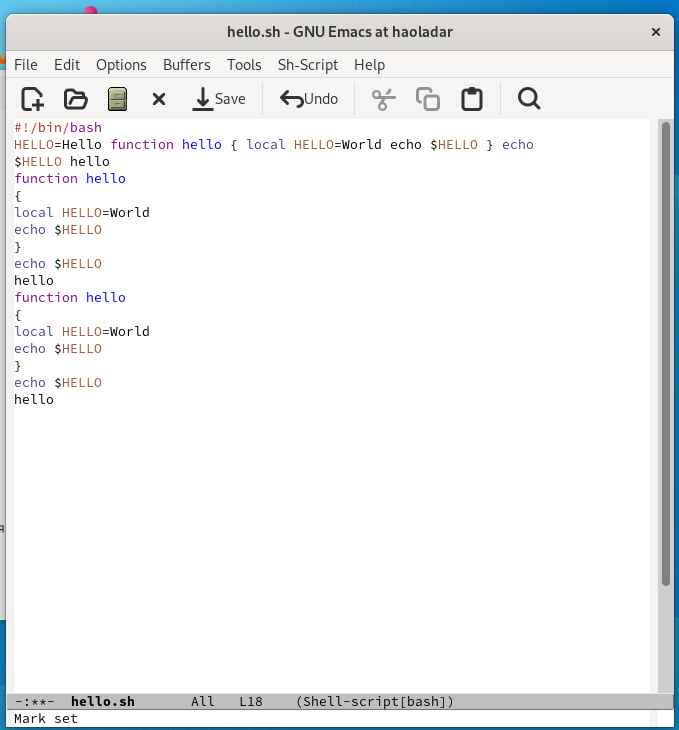 hello.sh - GNU Emacs at haoladar
File Edit Options Buffers Tools Sh-Script Help
Save Undo
#!/bin/bash
HELLO=Hello function hello { local HELLO=World echo $HELLO } echo
$HELLO hello
function hello
{
local HELLO=World
echo $HELLO
}
echo $HELLO
hello
function hello
{
local HELLO=World
echo $HELLO
}
echo $HELLO
hello
я
-:**- hello.sh All L18 (Shell-script[bash])
Mark set